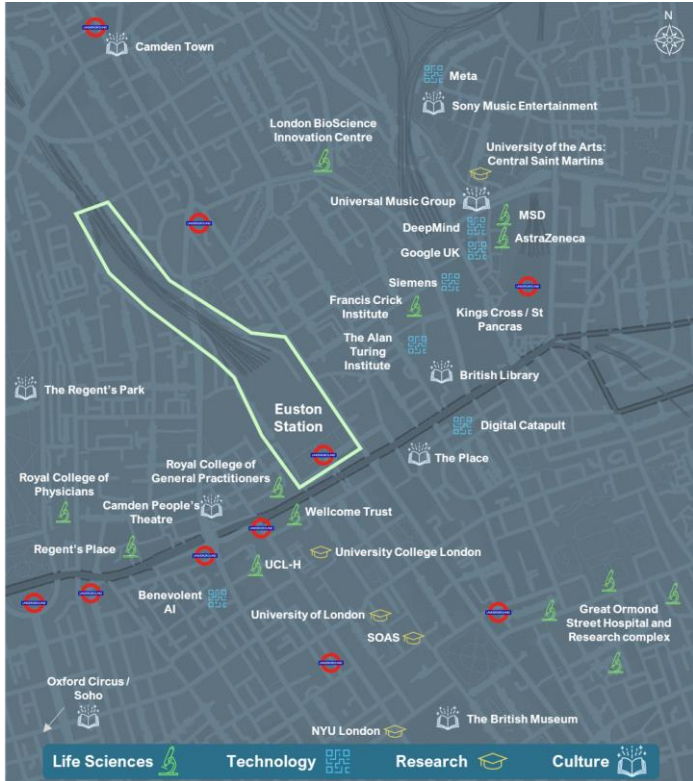 N
Camden Town
Meta
Sony Music Entertainment
London BioScience
Innovation Centre
University of the Arts:
Central Saint Martins
Universal Music Group
MSD
DeepMind
AstraZeneca
Google UK
Siemens
Francis Crick
Institute
Kings Cross / St
Pancras
The Alan
Turing
Institute
British Library
The Regent's Park
Euston
Station
Digital Catapult
The Place
Royal College of
General Practitioners
Royal College of
Physicians
Camden People's
Theatre
Wellcome Trust
Regent's Place
University College London
UCL-H
Benevolent
AI
University of London
Great Ormond
Street Hospital and
Research complex
SOAS
Oxford Circus /
Soho
NYU London
The British Museum
Life Sciences
Technology
Research
Culture